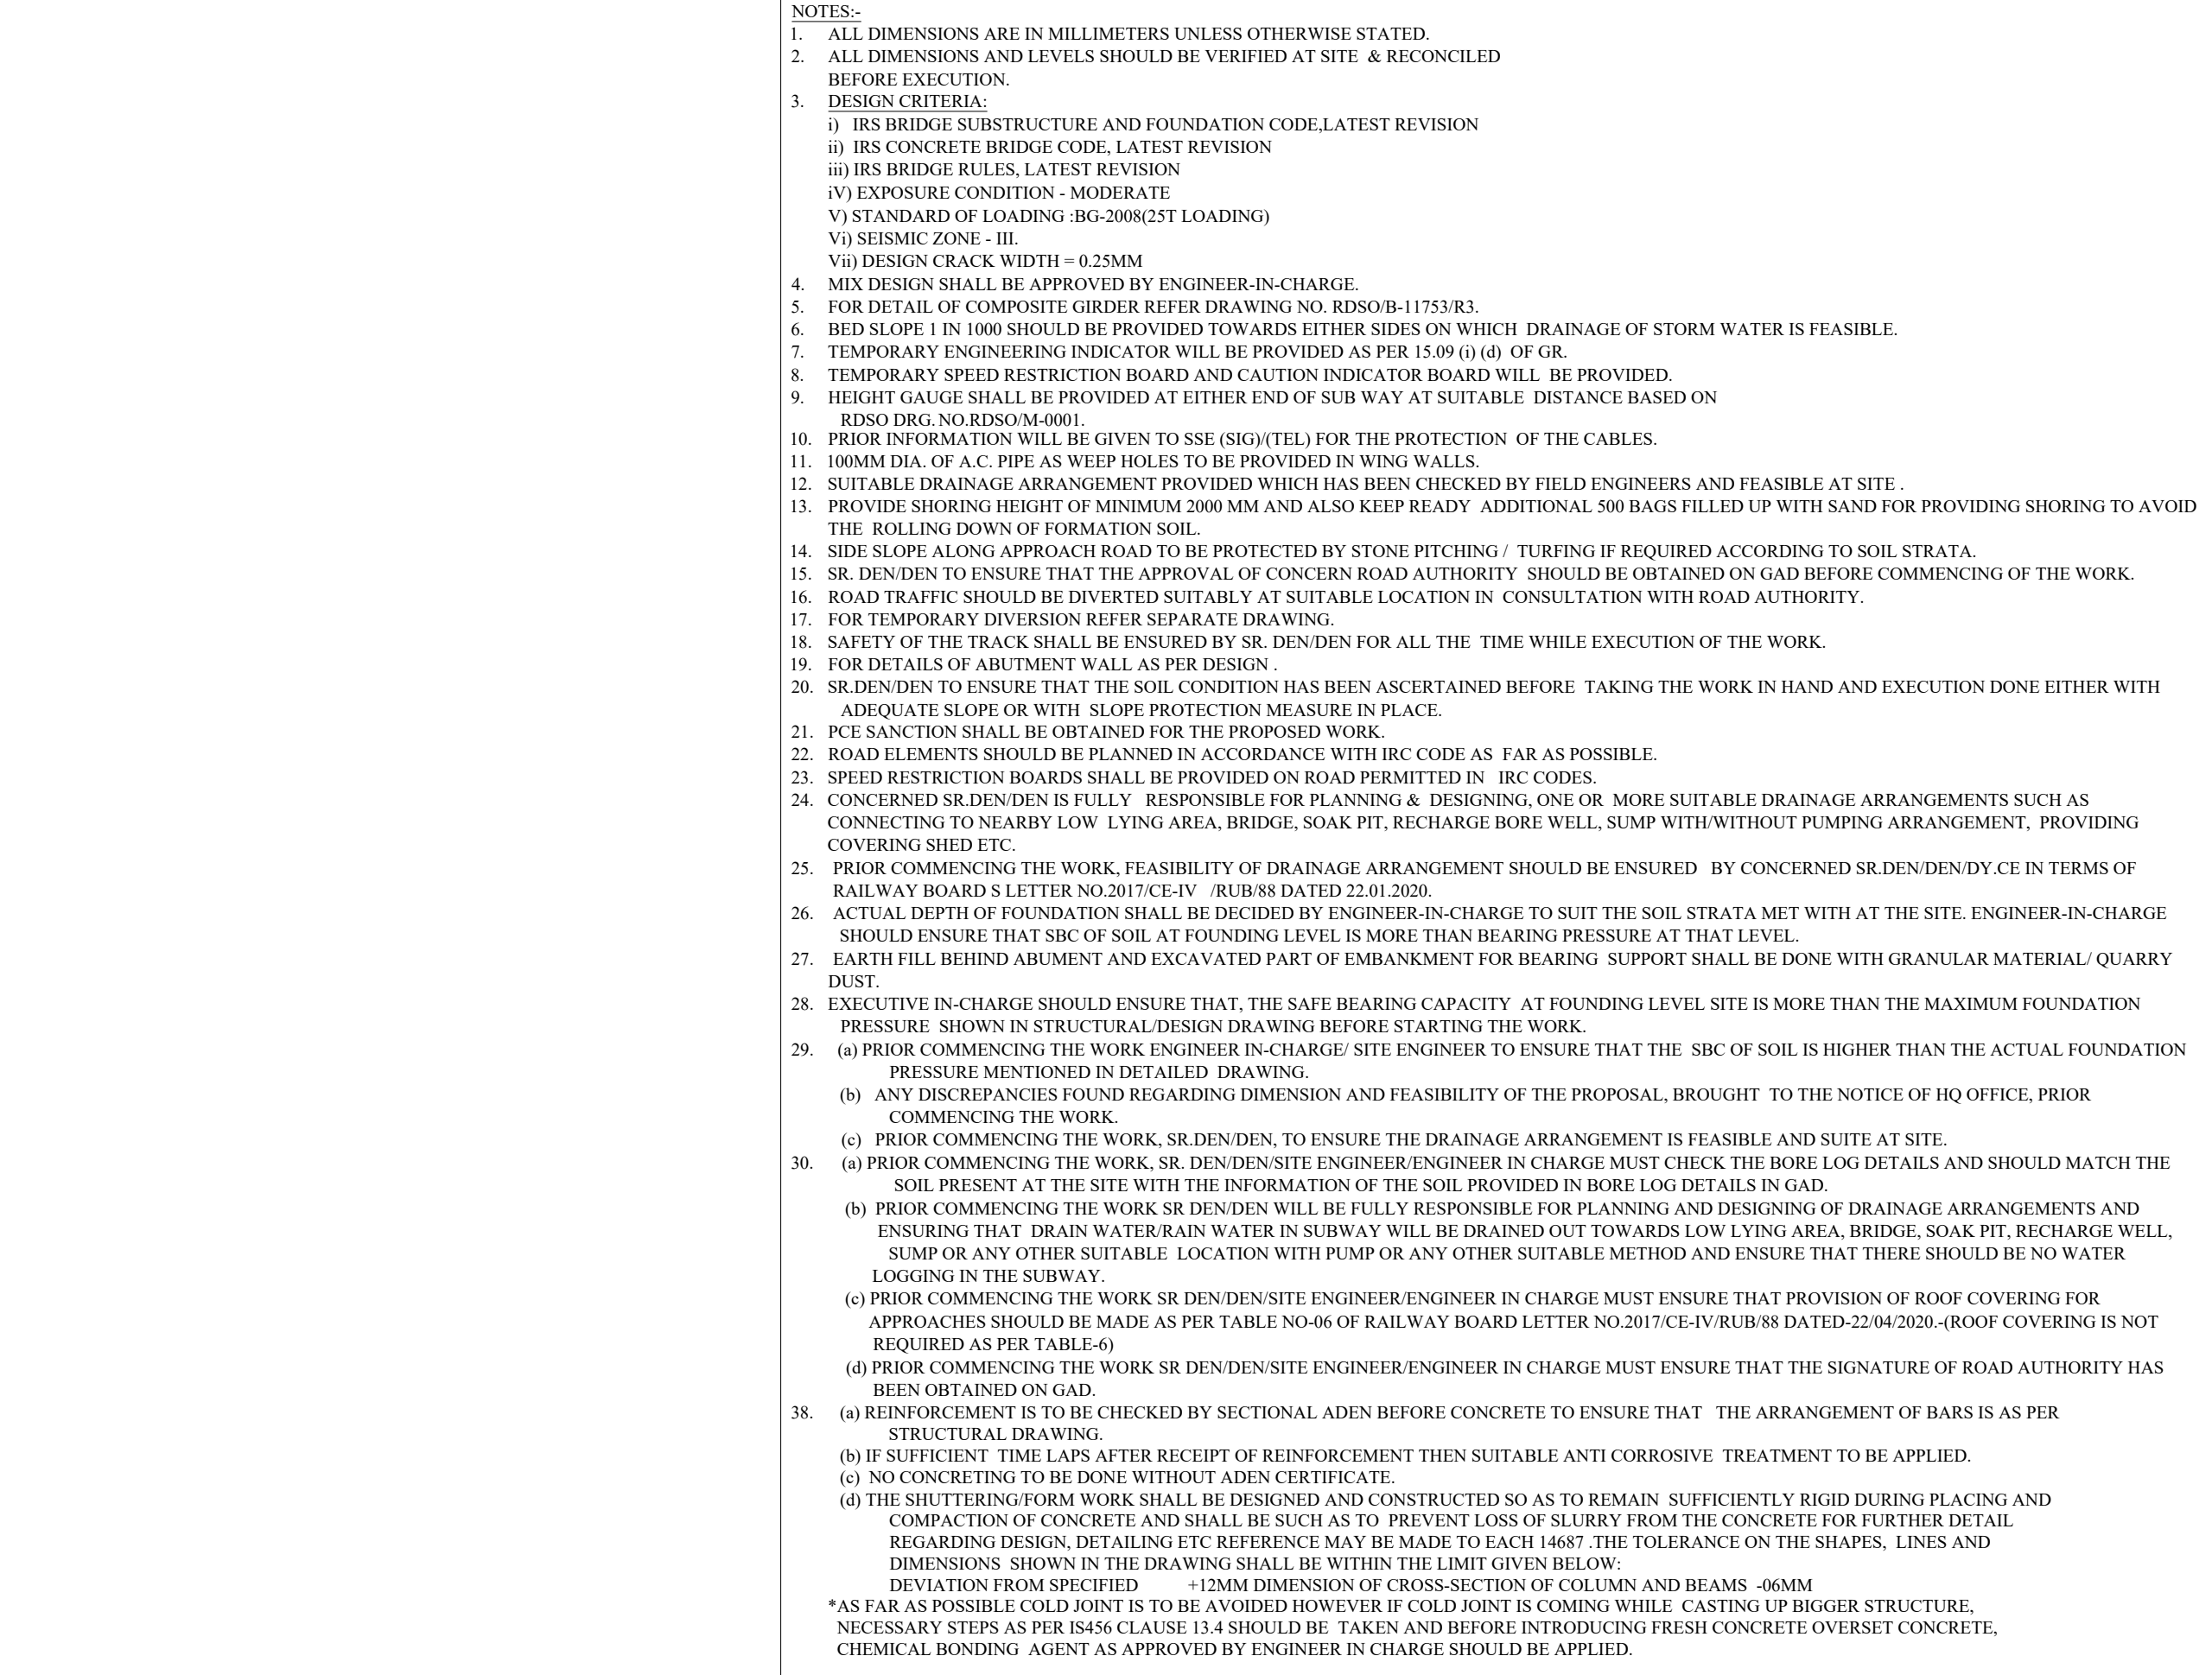 NOTES:-
1. ALL DIMENSIONS ARE IN MILLIMETERS UNLESS OTHERWISE STATED.
2. ALL DIMENSIONS AND LEVELS SHOULD BE VERIFIED AT SITE & RECONCILED
BEFORE EXECUTION.
3. DESIGN CRITERIA:
i) IRS BRIDGE SUBSTRUCTURE AND FOUNDATION CODE,LATEST REVISION
ii) IRS CONCRETE BRIDGE CODE, LATEST REVISION
iii) IRS BRIDGE RULES, LATEST REVISION
iV) EXPOSURE CONDITION - MODERATE
V) STANDARD OF LOADING :BG-2008(25T LOADING)
Vi) SEISMIC ZONE - III.
Vii) DESIGN CRACK WIDTH = 0.25MM
4. MIX DESIGN SHALL BE APPROVED BY ENGINEER-IN-CHARGE.
5. FOR DETAIL OF COMPOSITE GIRDER REFER DRAWING NO. RDSO/B-11753/R3.
6. BED SLOPE 1 IN 1000 SHOULD BE PROVIDED TOWARDS EITHER SIDES ON WHICH DRAINAGE OF STORM WATER IS FEASIBLE.
7. TEMPORARY ENGINEERING INDICATOR WILL BE PROVIDED AS PER 15.09 (i) (d) OF GR.
8. TEMPORARY SPEED RESTRICTION BOARD AND CAUTION INDICATOR BOARD WILL BE PROVIDED.
9. HEIGHT GAUGE SHALL BE PROVIDED AT EITHER END OF SUB WAY AT SUITABLE DISTANCE BASED ON
RDSO DRG. NO.RDSO/M-0001.
10. PRIOR INFORMATION WILL BE GIVEN TO SSE (SIG)/(TEL) FOR THE PROTECTION OF THE CABLES.
11. 100MM DIA. OF A.C. PIPE AS WEEP HOLES TO BE PROVIDED IN WING WALLS.
12. SUITABLE DRAINAGE ARRANGEMENT PROVIDED WHICH HAS BEEN CHECKED BY FIELD ENGINEERS AND FEASIBLE AT SITE .
13. PROVIDE SHORING HEIGHT OF MINIMUM 2000 MM AND ALSO KEEP READY ADDITIONAL 500 BAGS FILLED UP WITH SAND FOR PROVIDING SHORING TO AVOID
THE ROLLING DOWN OF FORMATION SOIL.
14. SIDE SLOPE ALONG APPROACH ROAD TO BE PROTECTED BY STONE PITCHING / TURFING IF REQUIRED ACCORDING TO SOIL STRATA.
15. SR. DEN/DEN TO ENSURE THAT THE APPROVAL OF CONCERN ROAD AUTHORITY SHOULD BE OBTAINED ON GAD BEFORE COMMENCING OF THE WORK.
16. ROAD TRAFFIC SHOULD BE DIVERTED SUITABLY AT SUITABLE LOCATION IN CONSULTATION WITH ROAD AUTHORITY.
17. FOR TEMPORARY DIVERSION REFER SEPARATE DRAWING.
18. SAFETY OF THE TRACK SHALL BE ENSURED BY SR. DEN/DEN FOR ALL THE TIME WHILE EXECUTION OF THE WORK.
19. FOR DETAILS OF ABUTMENT WALL AS PER DESIGN .
20. SR.DEN/DEN TO ENSURE THAT THE SOIL CONDITION HAS BEEN ASCERTAINED BEFORE TAKING THE WORK IN HAND AND EXECUTION DONE EITHER WITH
ADEQUATE SLOPE OR WITH SLOPE PROTECTION MEASURE IN PLACE.
21. PCE SANCTION SHALL BE OBTAINED FOR THE PROPOSED WORK.
22. ROAD ELEMENTS SHOULD BE PLANNED IN ACCORDANCE WITH IRC CODE AS FAR AS POSSIBLE.
23. SPEED RESTRICTION BOARDS SHALL BE PROVIDED ON ROAD PERMITTED IN IRC CODES.
24. CONCERNED SR.DEN/DEN IS FULLY RESPONSIBLE FOR PLANNING & DESIGNING, ONE OR MORE SUITABLE DRAINAGE ARRANGEMENTS SUCH AS
CONNECTING TO NEARBY LOW LYING AREA, BRIDGE, SOAK PIT, RECHARGE BORE WELL, SUMP WITH/WITHOUT PUMPING ARRANGEMENT, PROVIDING
COVERING SHED ETC.
25. PRIOR COMMENCING THE WORK, FEASIBILITY OF DRAINAGE ARRANGEMENT SHOULD BE ENSURED BY CONCERNED SR.DEN/DEN/DY.CE IN TERMS OF
RAILWAY BOARD S LETTER NO.2017/CE-IV /RUB/88 DATED 22.01.2020.
26. ACTUAL DEPTH OF FOUNDATION SHALL BE DECIDED BY ENGINEER-IN-CHARGE TO SUIT THE SOIL STRATA MET WITH AT THE SITE. ENGINEER-IN-CHARGE
SHOULD ENSURE THAT SBC OF SOIL AT FOUNDING LEVEL IS MORE THAN BEARING PRESSURE AT THAT LEVEL.
27. EARTH FILL BEHIND ABUMENT AND EXCAVATED PART OF EMBANKMENT FOR BEARING SUPPORT SHALL BE DONE WITH GRANULAR MATERIAL/ QUARRY
DUST.
28. EXECUTIVE IN-CHARGE SHOULD ENSURE THAT, THE SAFE BEARING CAPACITY AT FOUNDING LEVEL SITE IS MORE THAN THE MAXIMUM FOUNDATION
PRESSURE SHOWN IN STRUCTURAL/DESIGN DRAWING BEFORE STARTING THE WORK.
29. (a) PRIOR COMMENCING THE WORK ENGINEER IN-CHARGE/ SITE ENGINEER TO ENSURE THAT THE SBC OF SOIL IS HIGHER THAN THE ACTUAL FOUNDATION
PRESSURE MENTIONED IN DETAILED DRAWING.
(b) ANY DISCREPANCIES FOUND REGARDING DIMENSION AND FEASIBILITY OF THE PROPOSAL, BROUGHT TO THE NOTICE OF HQ OFFICE, PRIOR
COMMENCING THE WORK.
(c) PRIOR COMMENCING THE WORK, SR.DEN/DEN, TO ENSURE THE DRAINAGE ARRANGEMENT IS FEASIBLE AND SUITE AT SITE.
30. (a) PRIOR COMMENCING THE WORK, SR. DEN/DEN/SITE ENGINEER/ENGINEER IN CHARGE MUST CHECK THE BORE LOG DETAILS AND SHOULD MATCH THE
SOIL PRESENT AT THE SITE WITH THE INFORMATION OF THE SOIL PROVIDED IN BORE LOG DETAILS IN GAD.
(b) PRIOR COMMENCING THE WORK SR DEN/DEN WILL BE FULLY RESPONSIBLE FOR PLANNING AND DESIGNING OF DRAINAGE ARRANGEMENTS AND
ENSURING THAT DRAIN WATER/RAIN WATER IN SUBWAY WILL BE DRAINED OUT TOWARDS LOW LYING AREA, BRIDGE, SOAK PIT, RECHARGE WELL,
SUMP OR ANY OTHER SUITABLE LOCATION WITH PUMP OR ANY OTHER SUITABLE METHOD AND ENSURE THAT THERE SHOULD BE NO WATER
LOGGING IN THE SUBWAY.
(c) PRIOR COMMENCING THE WORK SR DEN/DEN/SITE ENGINEER/ENGINEER IN CHARGE MUST ENSURE THAT PROVISION OF ROOF COVERING FOR
APPROACHES SHOULD BE MADE AS PER TABLE NO-06 OF RAILWAY BOARD LETTER NO.2017/CE-IV/RUB/88 DATED-22/04/2020.-(ROOF COVERING IS NOT
REQUIRED AS PER TABLE-6)
(d) PRIOR COMMENCING THE WORK SR DEN/DEN/SITE ENGINEER/ENGINEER IN CHARGE MUST ENSURE THAT THE SIGNATURE OF ROAD AUTHORITY HAS
BEEN OBTAINED ON GAD.
38. (a) REINFORCEMENT IS TO BE CHECKED BY SECTIONAL ADEN BEFORE CONCRETE TO ENSURE THAT THE ARRANGEMENT OF BARS IS AS PER
STRUCTURAL DRAWING.
(b) IF SUFFICIENT TIME LAPS AFTER RECEIPT OF REINFORCEMENT THEN SUITABLE ANTI CORROSIVE TREATMENT TO BE APPLIED.
(c) NO CONCRETING TO BE DONE WITHOUT ADEN CERTIFICATE.
(d) THE SHUTTERING/FORM WORK SHALL BE DESIGNED AND CONSTRUCTED SO AS TO REMAIN SUFFICIENTLY RIGID DURING PLACING AND
COMPACTION OF CONCRETE AND SHALL BE SUCH AS TO PREVENT LOSS OF SLURRY FROM THE CONCRETE FOR FURTHER DETAIL
REGARDING DESIGN, DETAILING ETC REFERENCE MAY BE MADE TO EACH 14687 .THE TOLERANCE ON THE SHAPES, LINES AND
DIMENSIONS SHOWN IN THE DRAWING SHALL BE WITHIN THE LIMIT GIVEN BELOW:
DEVIATION FROM SPECIFIED +12MM DIMENSION OF CROSS-SECTION OF COLUMN AND BEAMS -06MM
*AS FAR AS POSSIBLE COLD JOINT IS TO BE AVOIDED HOWEVER IF COLD JOINT IS COMING WHILE CASTING UP BIGGER STRUCTURE,
NECESSARY STEPS AS PER IS456 CLAUSE 13.4 SHOULD BE TAKEN AND BEFORE INTRODUCING FRESH CONCRETE OVERSET CONCRETE,
CHEMICAL BONDING AGENT AS APPROVED BY ENGINEER IN CHARGE SHOULD BE APPLIED.